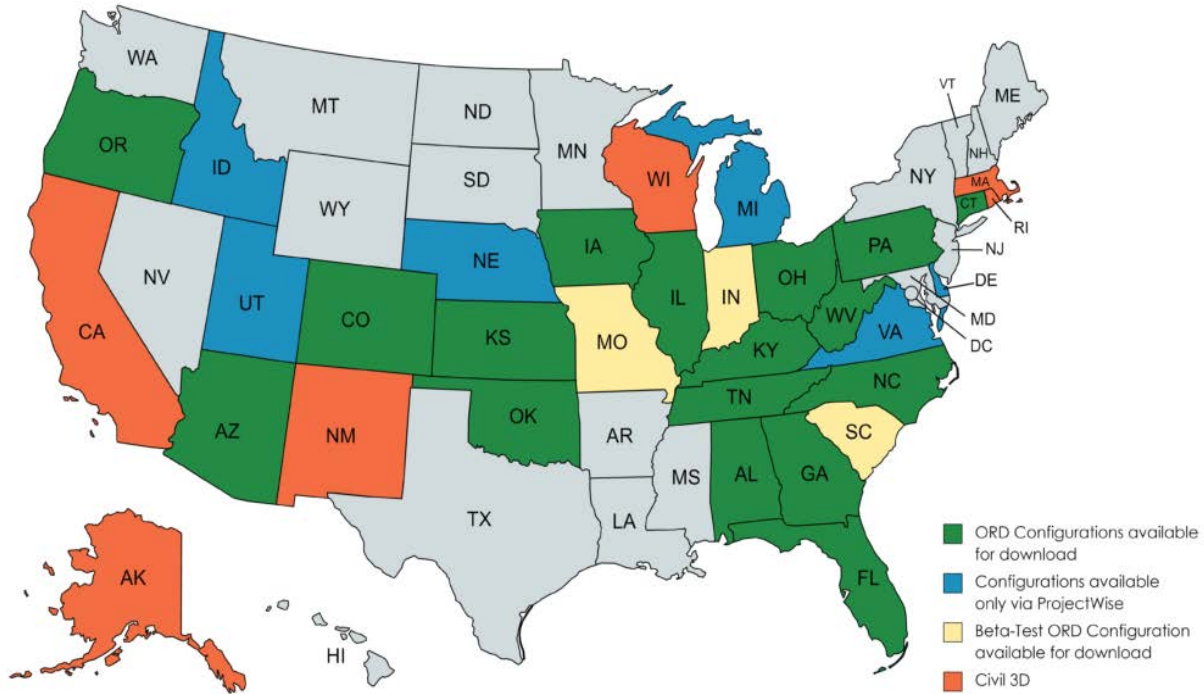 WA
MT
ND
MN
VT
ME
OR
ID
SD
WI
NH
NY
MA
CT
RI
WY
MI
IA
PA
NJ
NE
NV
UT
CO
IL
IN
OH
DE
WV
MD
DC
CA
KS
MO
KY
VA
AZ
NM
OK
TN
NC
AR
SC
MS
AL
GA
TX
LA
FL
AK
HI
ORD Configurations available
for download
Configurations available
only via ProjectWise
Beta-Test ORD Configuration
available for download
Civil 3D